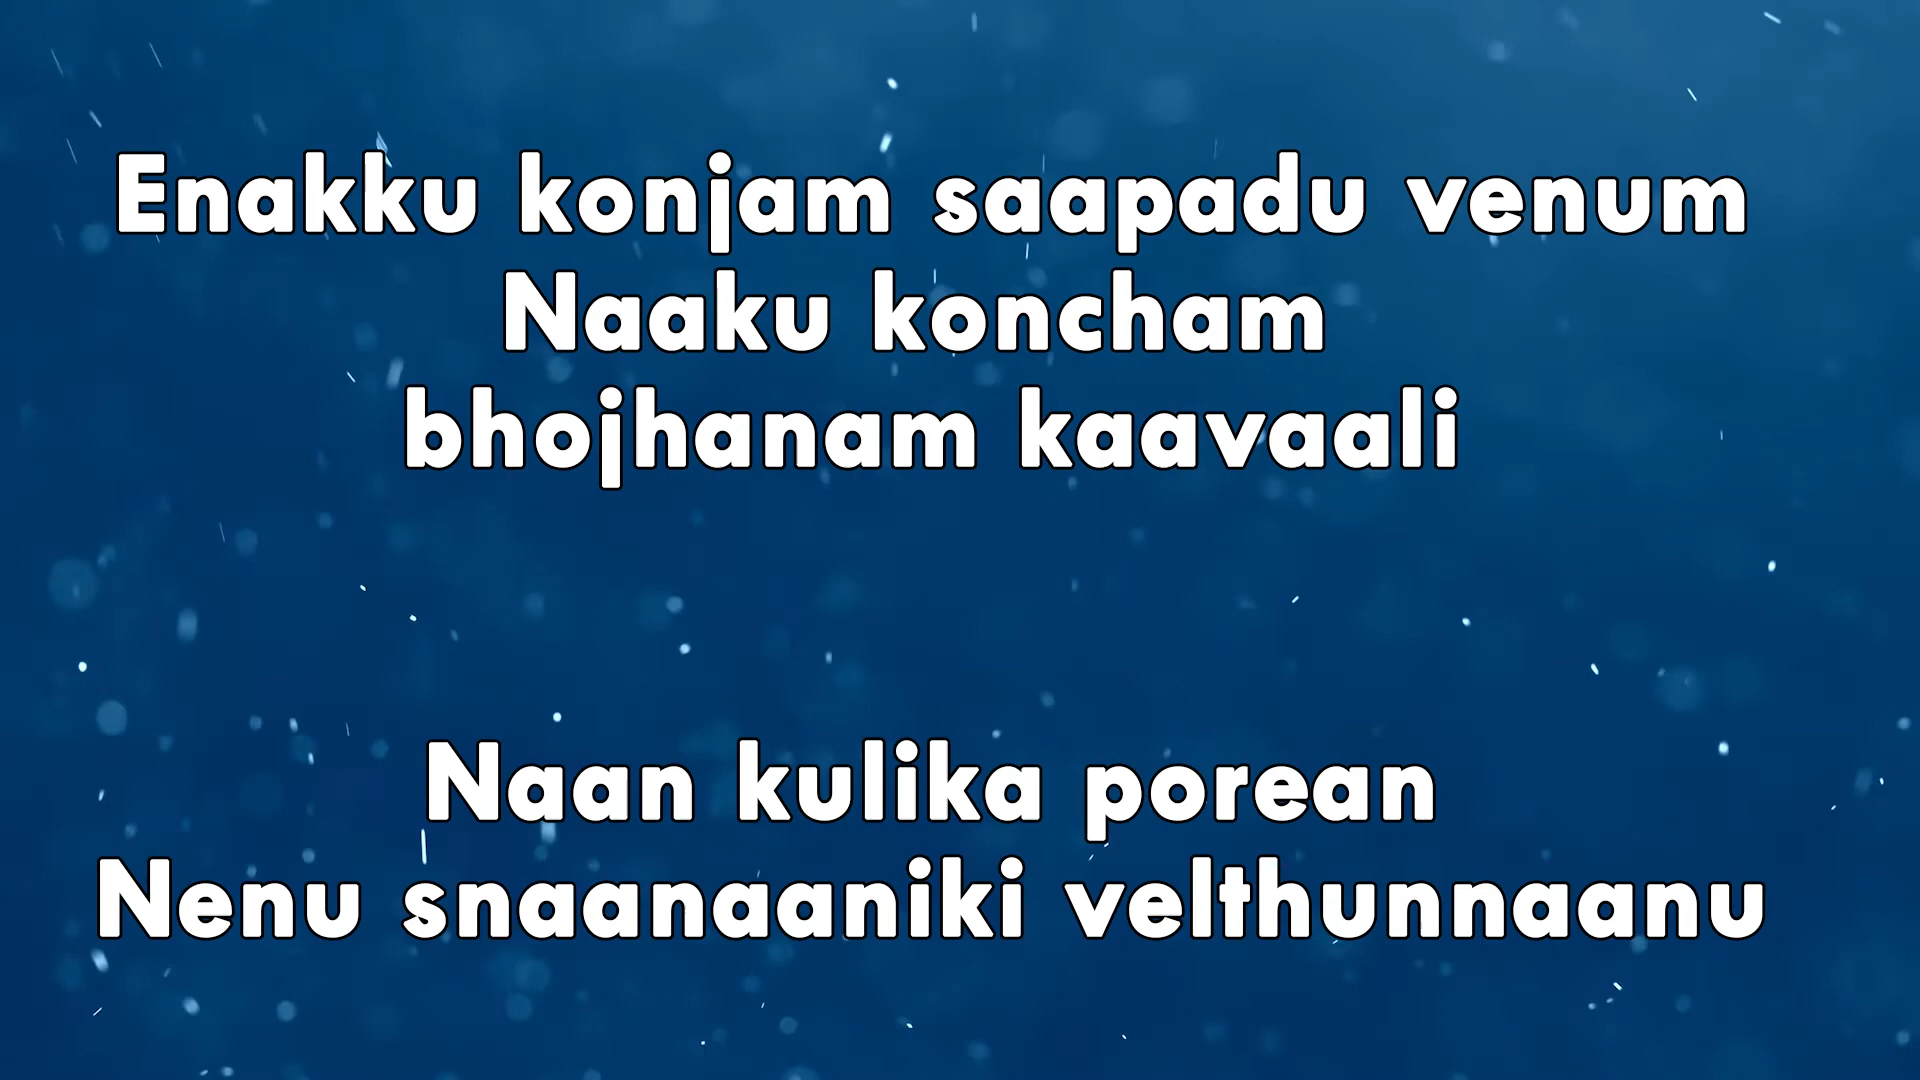 Enakku konjam saapadu venum
Naaku koncham
bhojhanam kaavaali
Naan kulika porean
Nenu snaanaaniki velthunnaanu